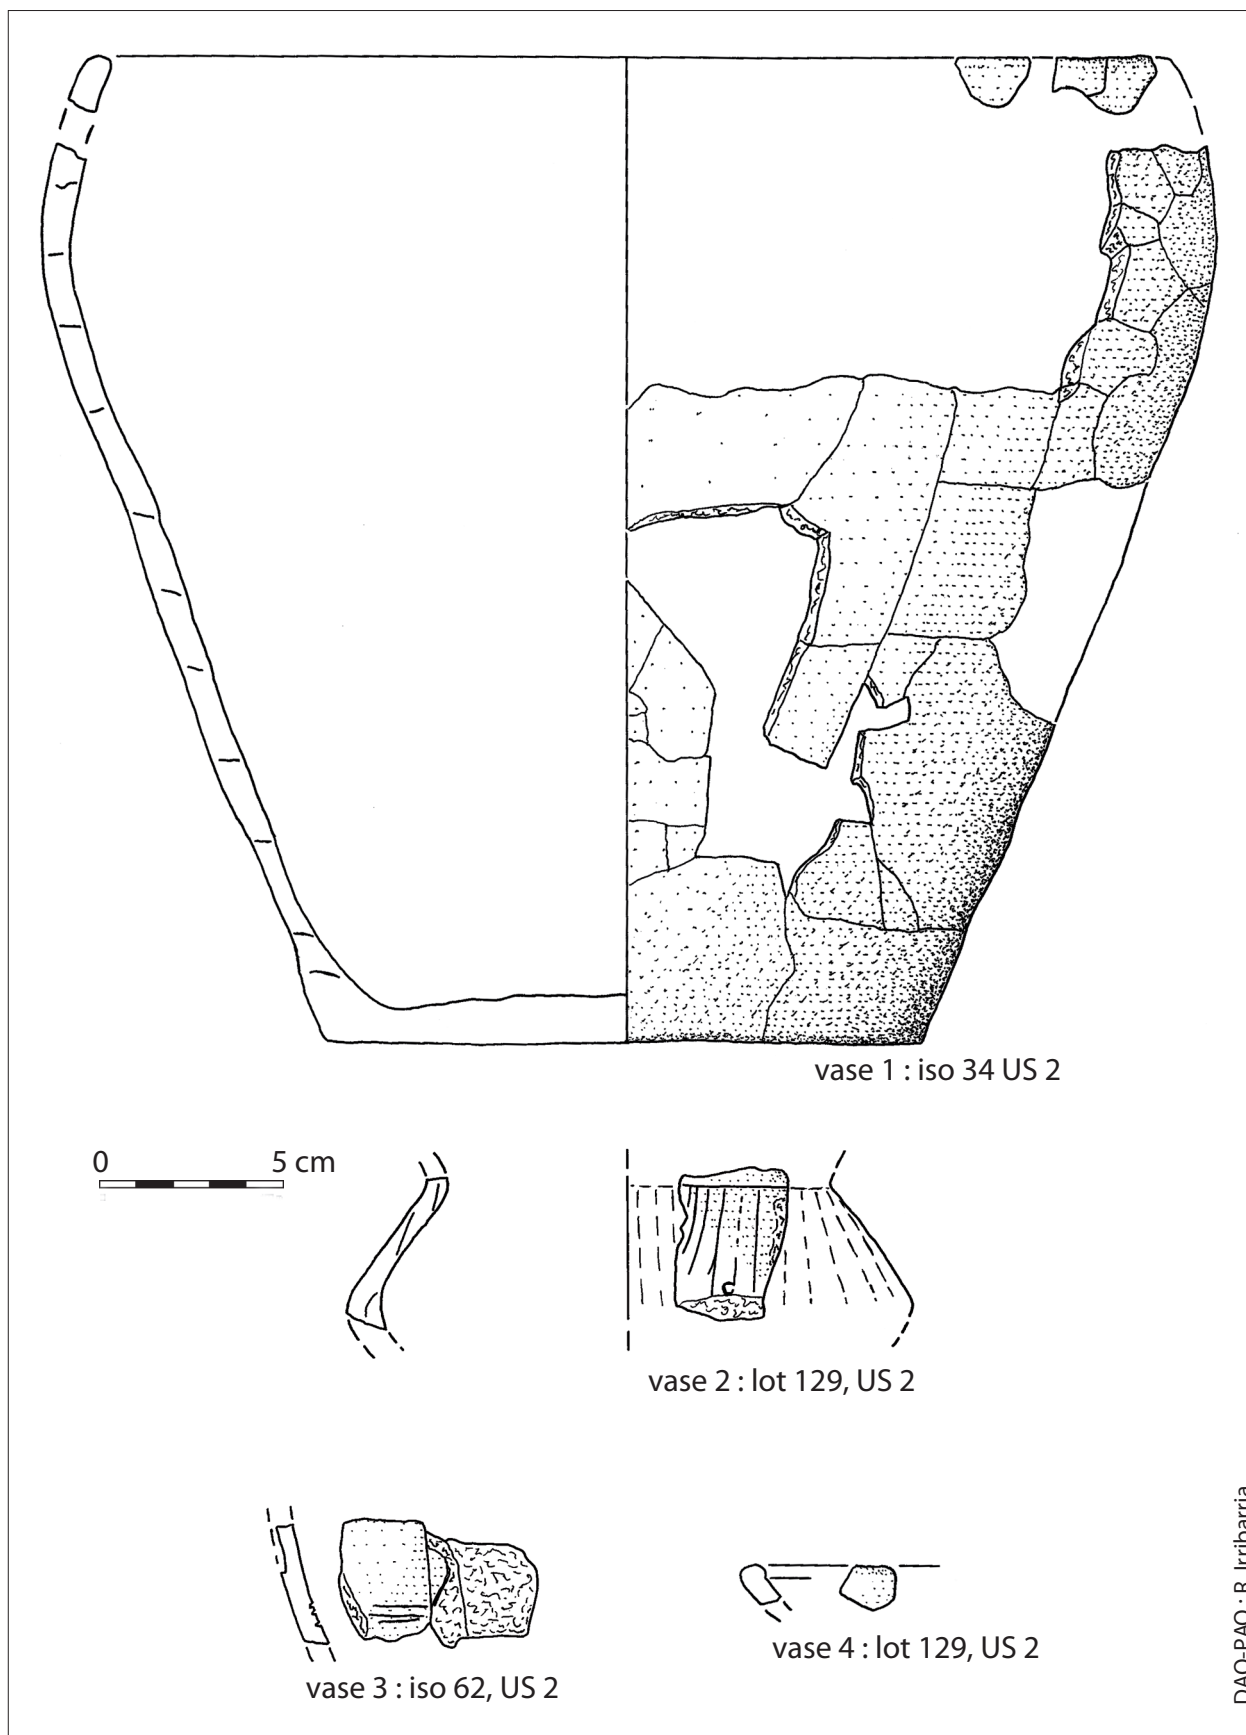 vase 1 : iso 34 US 2
0 5 cm
vase 2 : lot 129, US 2
vase 3 : iso 62, US 2
vase 4 : lot 129, US 2
DAO-PAO : R. Irribarria